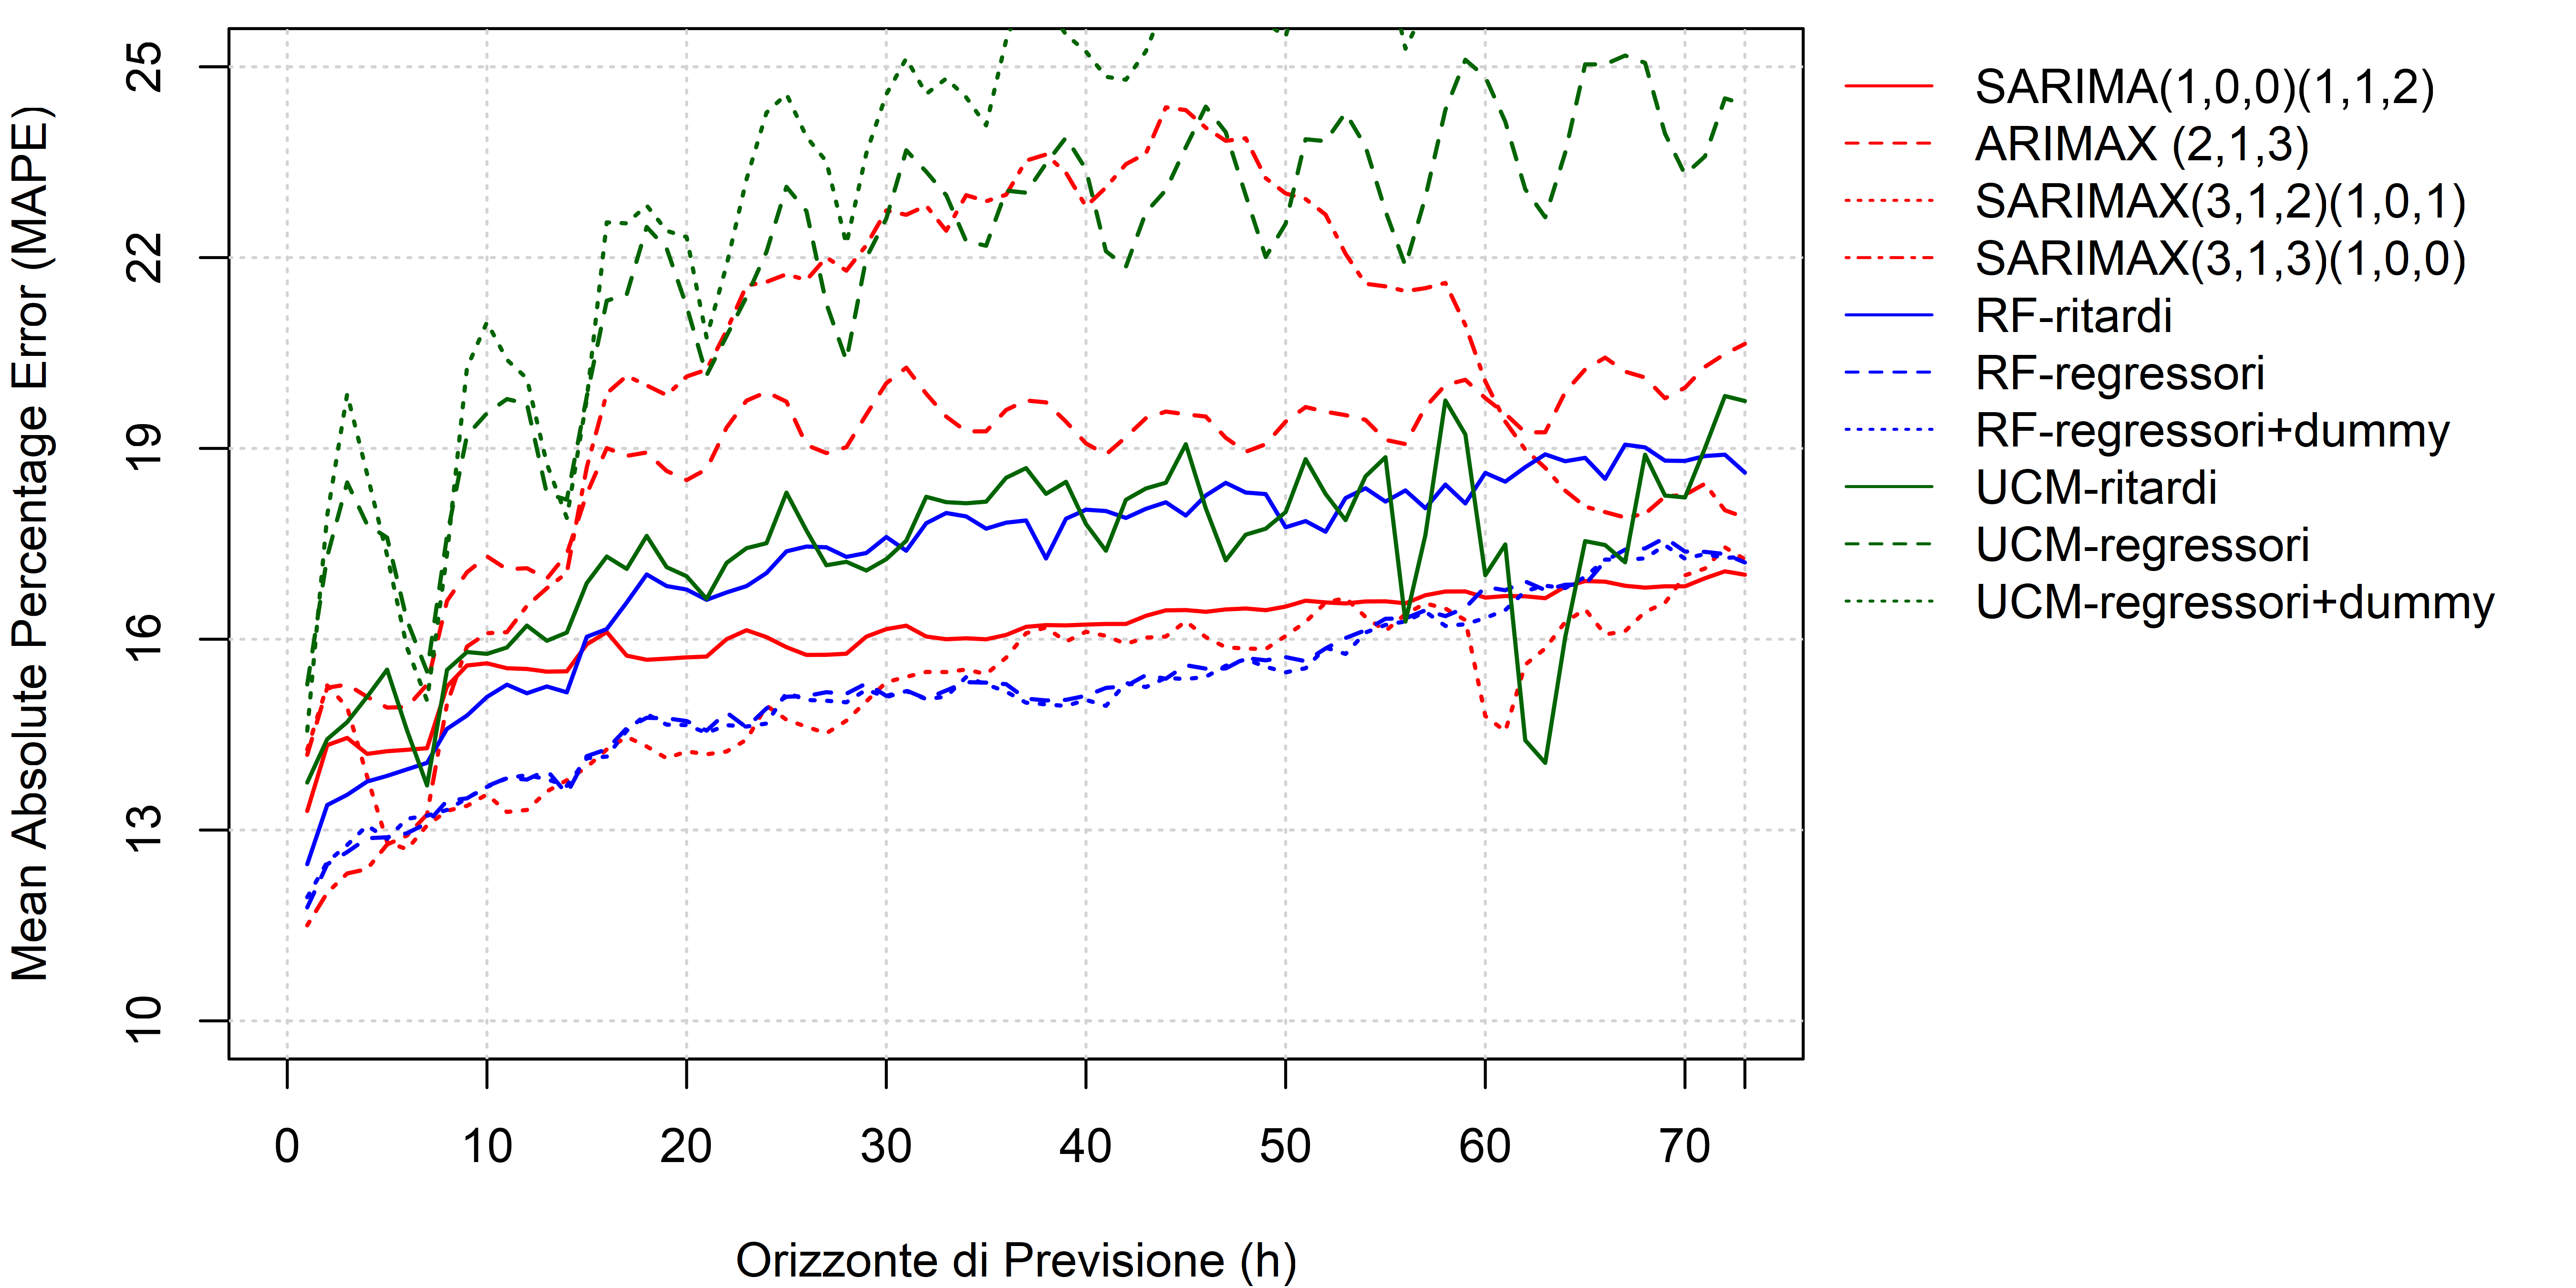 Mean Absolute Percentage Error (MAPE)
25
22
19
16
13
10
0 10 20 30 40 50 60 70
Orizzonte di Previsione (h)
SARIMA(1,0,0)(1,1,2)
ARIMAX (2,1,3)
SARIMAX(3,1,2)(1,0,1)
SARIMAX(3,1,3)(1,0,0)
RF-ritardi
RF-regressori
RF-regressori+dummy
UCM-ritardi
UCM-regressori
UCM-regressori+dummy